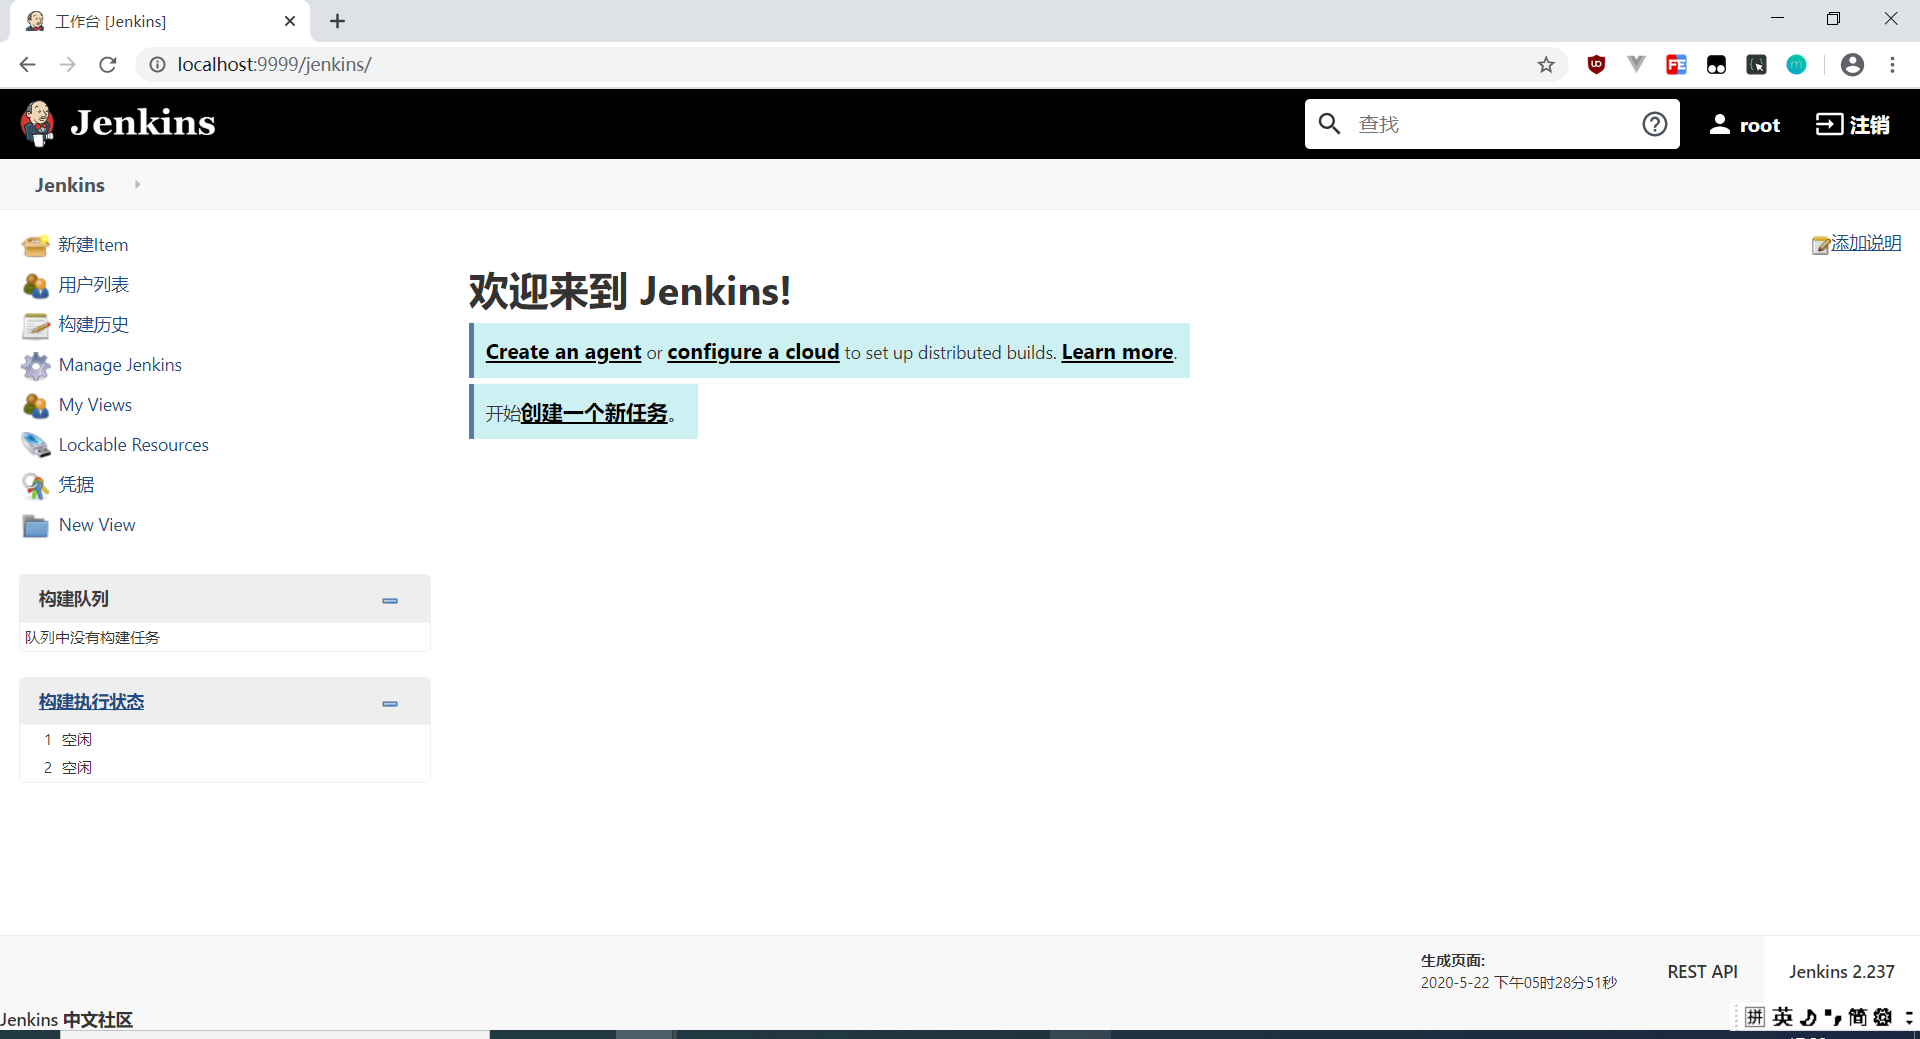 工作台 [Jenkins]
localhost:9999/jenkins/
Jenkins
查找
root
注销
Jenkins
新建Item
用户列表
构建历史
Manage Jenkins
My Views
Lockable Resources
凭据
New View
构建队列
队列中没有构建任务
构建执行状态
1 空闲
2 空闲
添加说明
欢迎来到 Jenkins!
Create an agent or configure a cloud to set up distributed builds. Learn more.
开始创建一个新任务。
生成页面:
2020-5-22 下午05时28分51秒
REST API
Jenkins 2.237
Jenkins 中文社区
拼 英 简